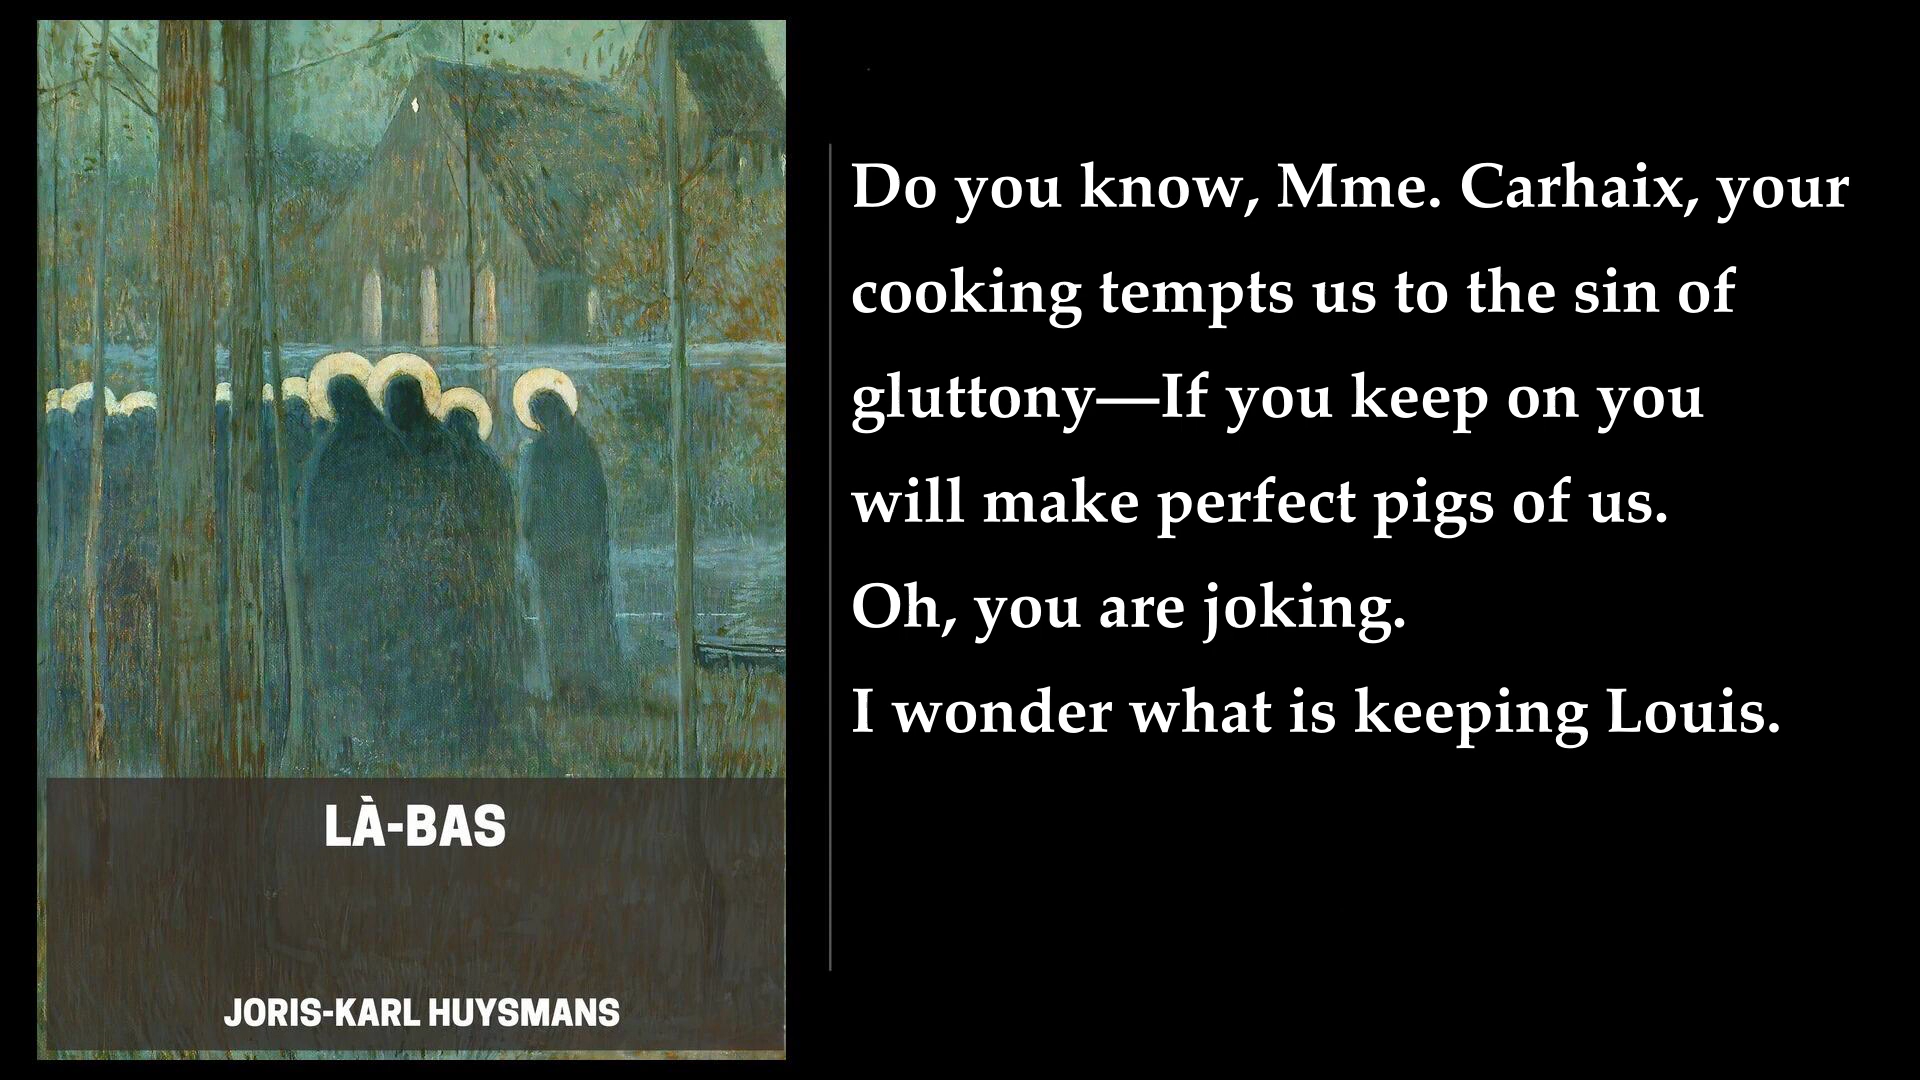 Do you know, Mme. Carhaix, your
cooking tempts us to the sin of
gluttony—If you keep on you
will make perfect pigs of us.
Oh, you are joking.
I wonder what is keeping Louis.
LÀ-BAS
JORIS-KARL HUYSMANS